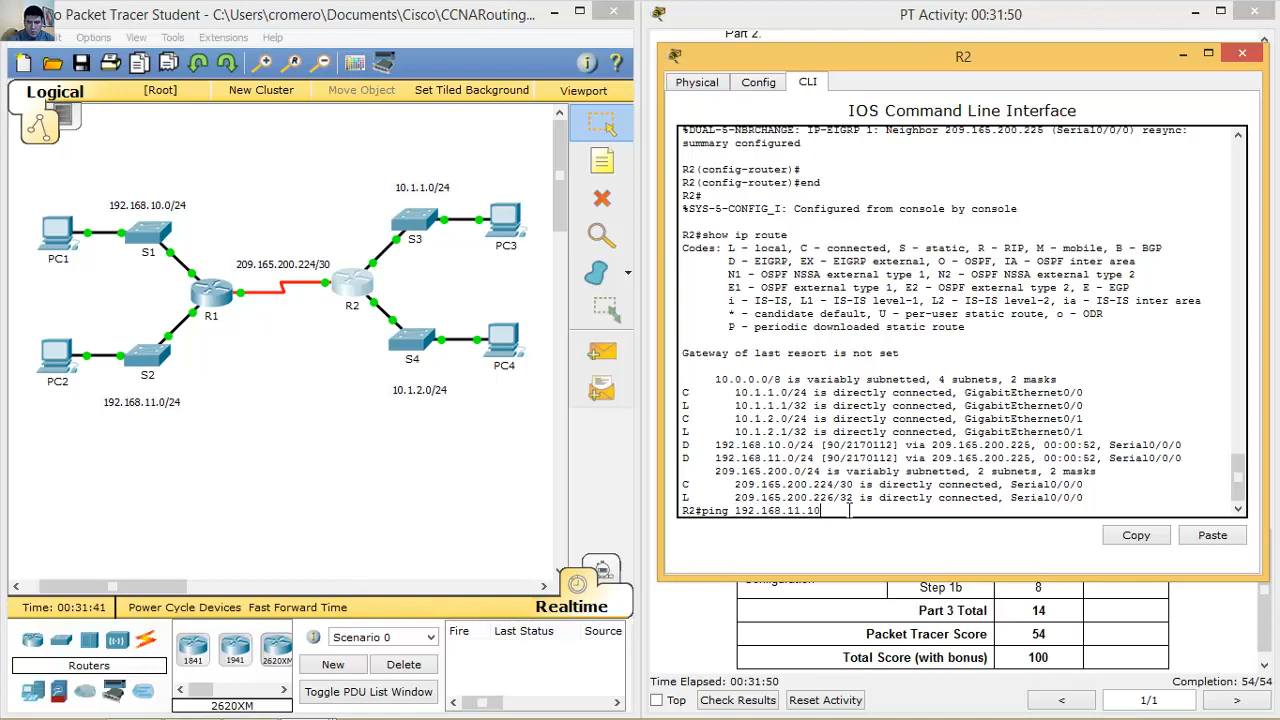 o Packet Tracer Student - C:\Users\cromero\Documents\Cisco\CCNARouting...
Edit Options View Tools Extensions Help
Logical [Root] New Cluster Move Object Set Tiled Background Viewport
10.1.1.0/24
192.168.10.0/24
PC1
S1
S3
PC3
209.165.200.224/30
R1
R2
PC2
S2
S4
PC4
192.168.11.0/24
10.1.2.0/24
Time: 00:31:41 Power Cycle Devices Fast Forward Time Realtime
Routers
1841 1941 2620XM
2620XM
Scenario 0
New Delete
Toggle PDU List Window
Fire Last Status Source
PT Activity: 00:31:50
Part 2.
R2
Physical Config CLI
IOS Command Line Interface
%DUAL-5-NBRCHANGE: IP-EIGRP 1: Neighbor 209.165.200.225 (Serial0/0/0) resync:
summary configured
R2(config-router)#
R2(config-router)#end
R2#
%SYS-5-CONFIG_I: Configured from console by console
R2#show ip route
Codes: L - local, C - connected, S - static, R - RIP, M - mobile, B - BGP
D - EIGRP, EX - EIGRP external, O - OSPF, IA - OSPF inter area
N1 - OSPF NSSA external type 1, N2 - OSPF NSSA external type 2
E1 - OSPF external type 1, E2 - OSPF external type 2, E - EGP
i - IS-IS, L1 - IS-IS level-1, L2 - IS-IS level-2, ia - IS-IS inter area
* - candidate default, U - per-user static route, o - ODR
P - periodic downloaded static route
Gateway of last resort is not set
10.0.0.0/8 is variably subnetted, 4 subnets, 2 masks
C 10.1.1.0/24 is directly connected, GigabitEthernet0/0
L 10.1.1.1/32 is directly connected, GigabitEthernet0/0
C 10.1.2.0/24 is directly connected, GigabitEthernet0/1
L 10.1.2.1/32 is directly connected, GigabitEthernet0/1
D 192.168.10.0/24 [90/2170112] via 209.165.200.225, 00:00:52, Serial0/0/0
D 192.168.11.0/24 [90/2170112] via 209.165.200.225, 00:00:52, Serial0/0/0
209.165.200.0/24 is variably subnetted, 2 subnets, 2 masks
C 209.165.200.224/30 is directly connected, Serial0/0/0
L 209.165.200.226/32 is directly connected, Serial0/0/0
R2#ping 192.168.11.10
Copy Paste
Configuration Step 1b 8
Part 3 Total 14
Packet Tracer Score 54
Total Score (with bonus) 100
Time Elapsed: 00:31:50 Completion: 54/54
Top Check Results Reset Activity < 1/1 >